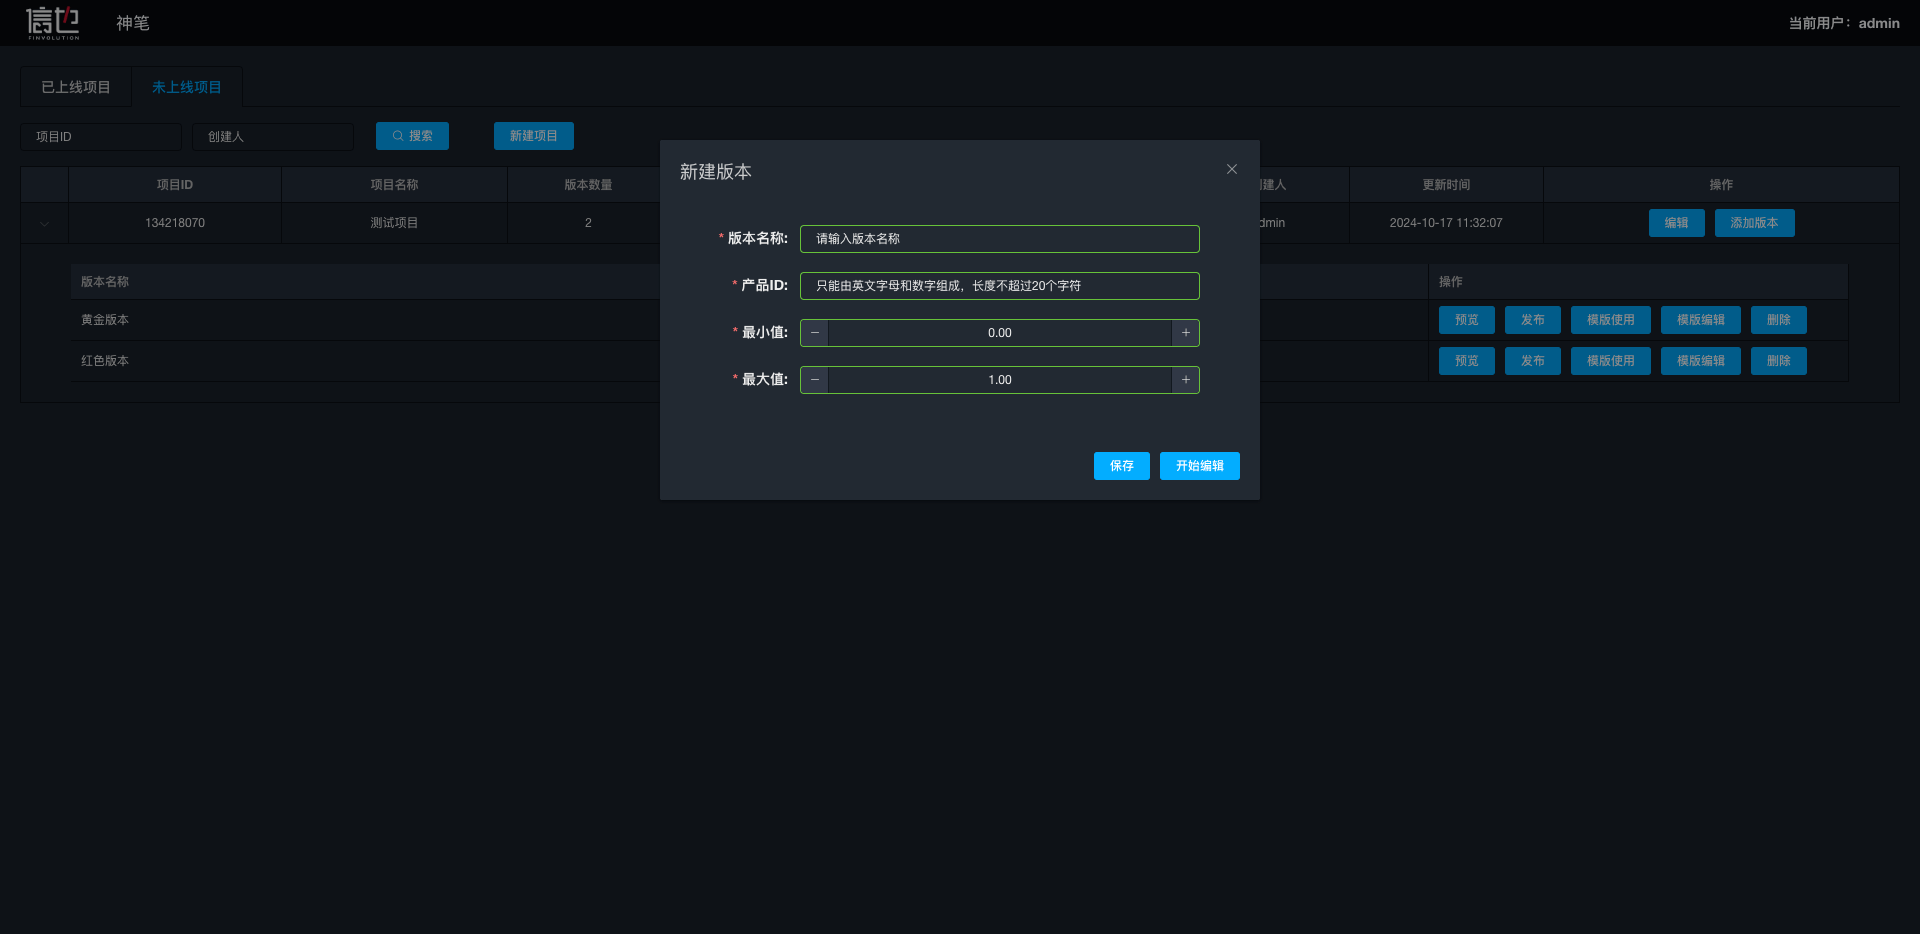 信也
FINVOLUTION
神笔
当前用户：admin
已上线项目
未上线项目
项目ID
创建人
搜索
新建项目
项目ID
项目名称
版本数量
建人
更新时间
操作
134218070
测试项目
2
dmin
2024-10-17 11:32:07
编辑
添加版本
版本名称
操作
黄金版本
预览
发布
模版使用
模版编辑
删除
红色版本
预览
发布
模版使用
模版编辑
删除
新建版本
* 版本名称:
请输入版本名称
* 产品ID:
只能由英文字母和数字组成，长度不超过20个字符
* 最小值:
0.00
* 最大值:
1.00
保存
开始编辑